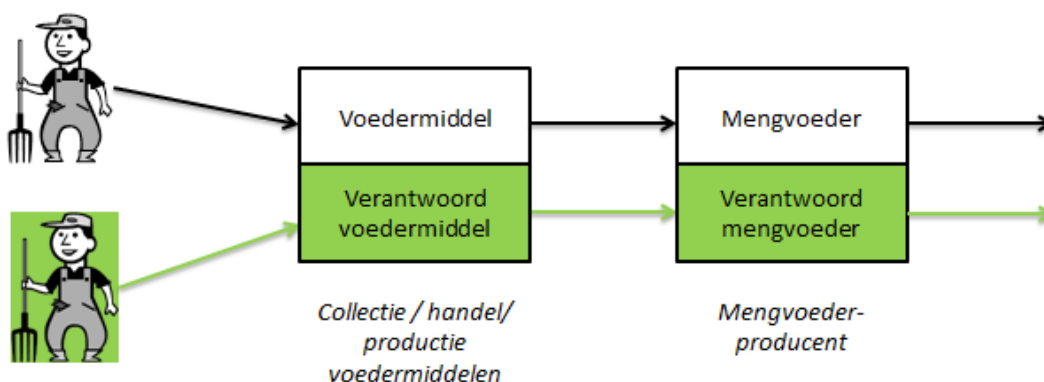 Voedermiddel
Mengvoeder
Verantwoord
voedermiddel
Verantwoord
mengvoeder
Collectie / handel/
productie
voedermiddelen
Mengvoeder-
producent